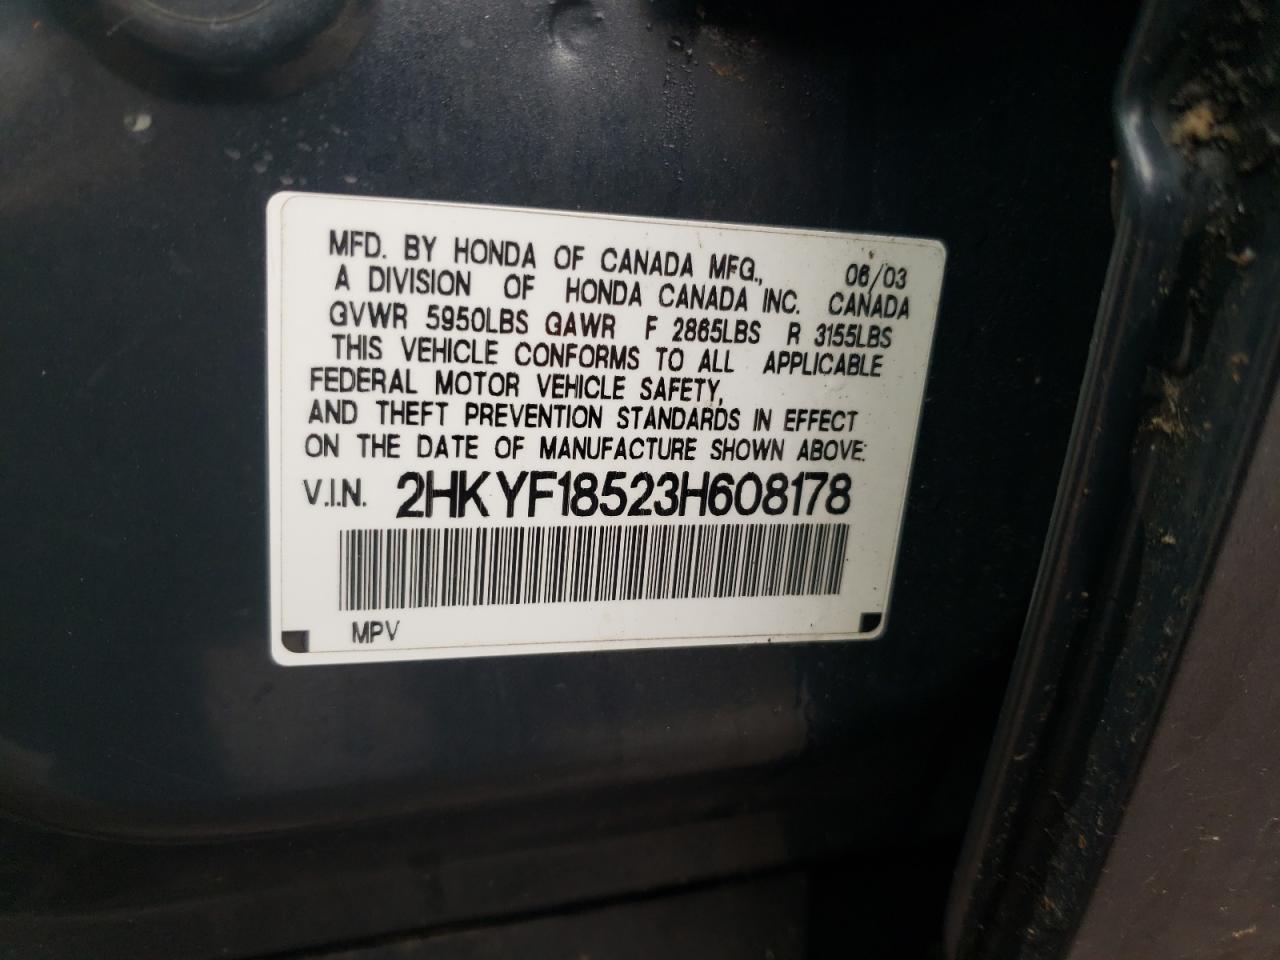 MFD. BY HONDA OF CANADA MFG., 06/03
A DIVISION OF HONDA CANADA INC. CANADA
GVWR 5950LBS GAWR F 2865LBS R 3155LBS
THIS VEHICLE CONFORMS TO ALL APPLICABLE
FEDERAL MOTOR VEHICLE SAFETY,
AND THEFT PREVENTION STANDARDS IN EFFECT
ON THE DATE OF MANUFACTURE SHOWN ABOVE:
V.I.N. 2HKYF18523H608178
MPV